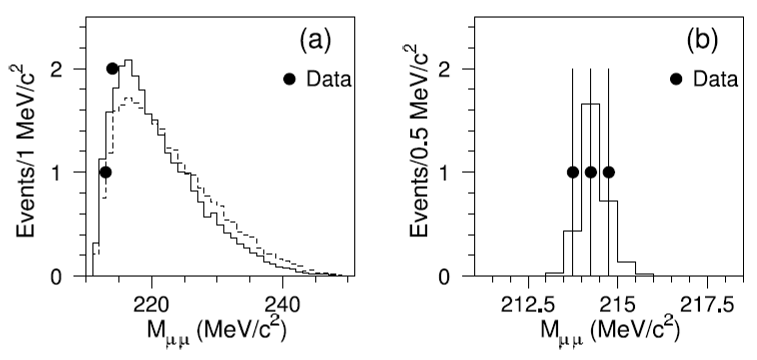 (a)
Data
Events/1 MeV/c²
2
1
0
220
240
M_μμ (MeV/c²)
(b)
Data
Events/0.5 MeV/c²
2
1
0
212.5
215
217.5
M_μμ (MeV/c²)